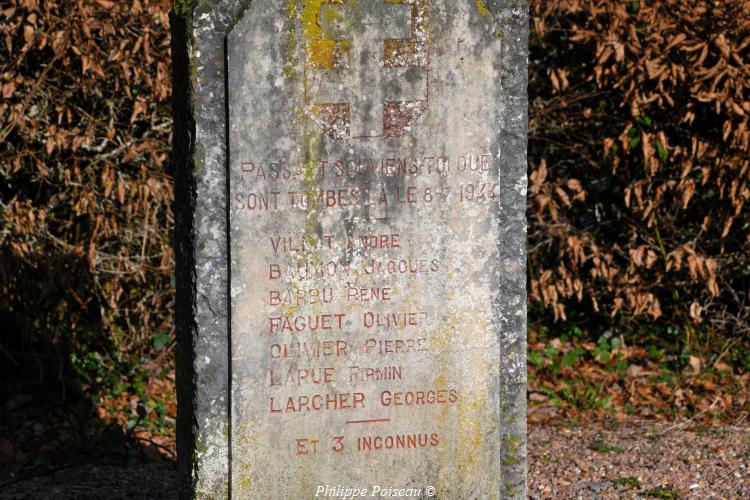 PASSANT SOUVIENS-TOI QUE
SONT TOMBES LA LE 8-7-1944
ANDRE
JACQUES
BARBU RENE
FAGUET OLIVIER
OLIVIER PIERRE
LARUE FIRMIN
LARCHER GEORGES
ET 3 INCONNUS
Philippe Poiseau ©